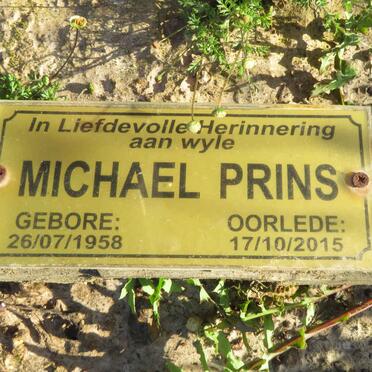 In Liefdevolle Herinnering
aan wyle
MICHAEL PRINS
GEBORE: OORLEDE:
26/07/1958 17/10/2015